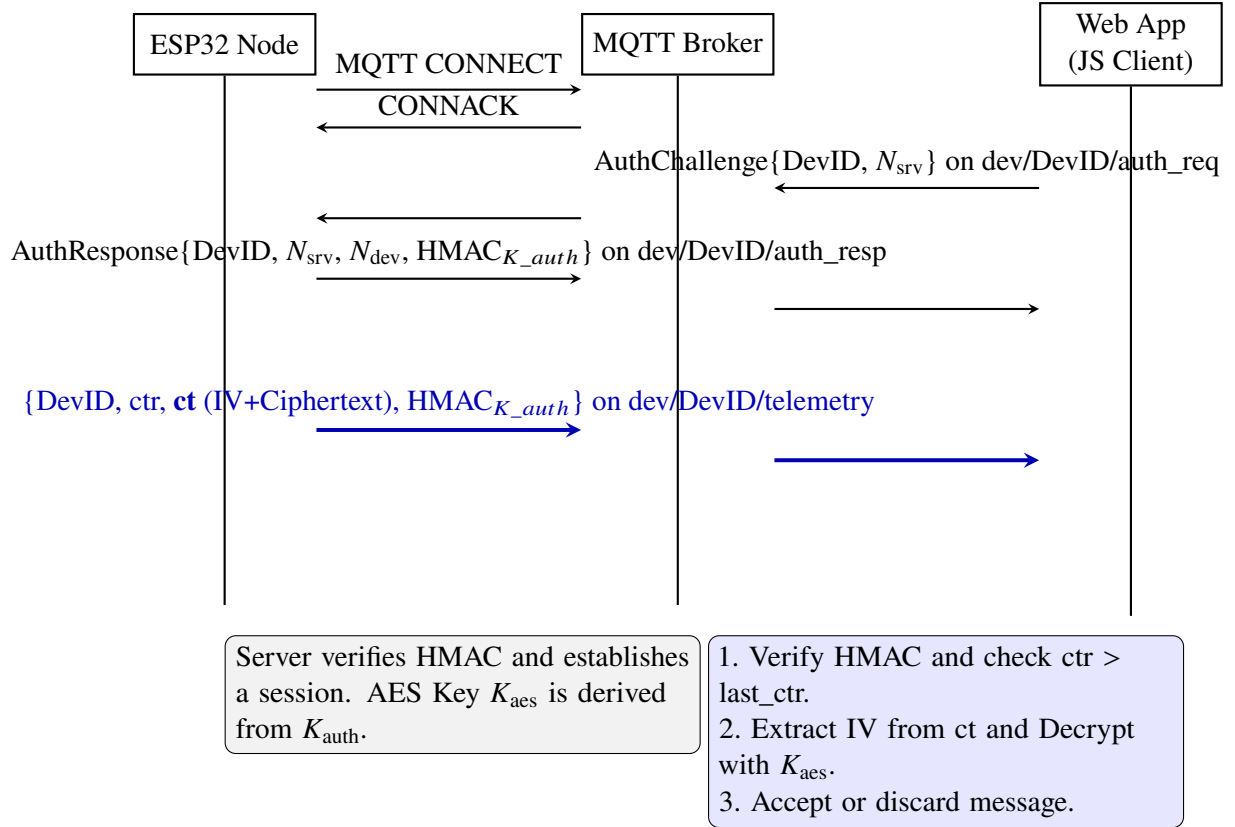 ESP32 Node
MQTT Broker
Web App
(JS Client)
MQTT CONNECT
CONNACK
AuthChallenge{DevID, N_srv} on dev/DevID/auth_req
AuthResponse{DevID, N_srv, N_dev, HMAC_K_auth} on dev/DevID/auth_resp
{DevID, ctr, ct (IV+Ciphertext), HMAC_K_auth} on dev/DevID/telemetry
Server verifies HMAC and establishes
a session. AES Key K_aes is derived
from K_auth.
1. Verify HMAC and check ctr >
last_ctr.
2. Extract IV from ct and Decrypt
with K_aes.
3. Accept or discard message.